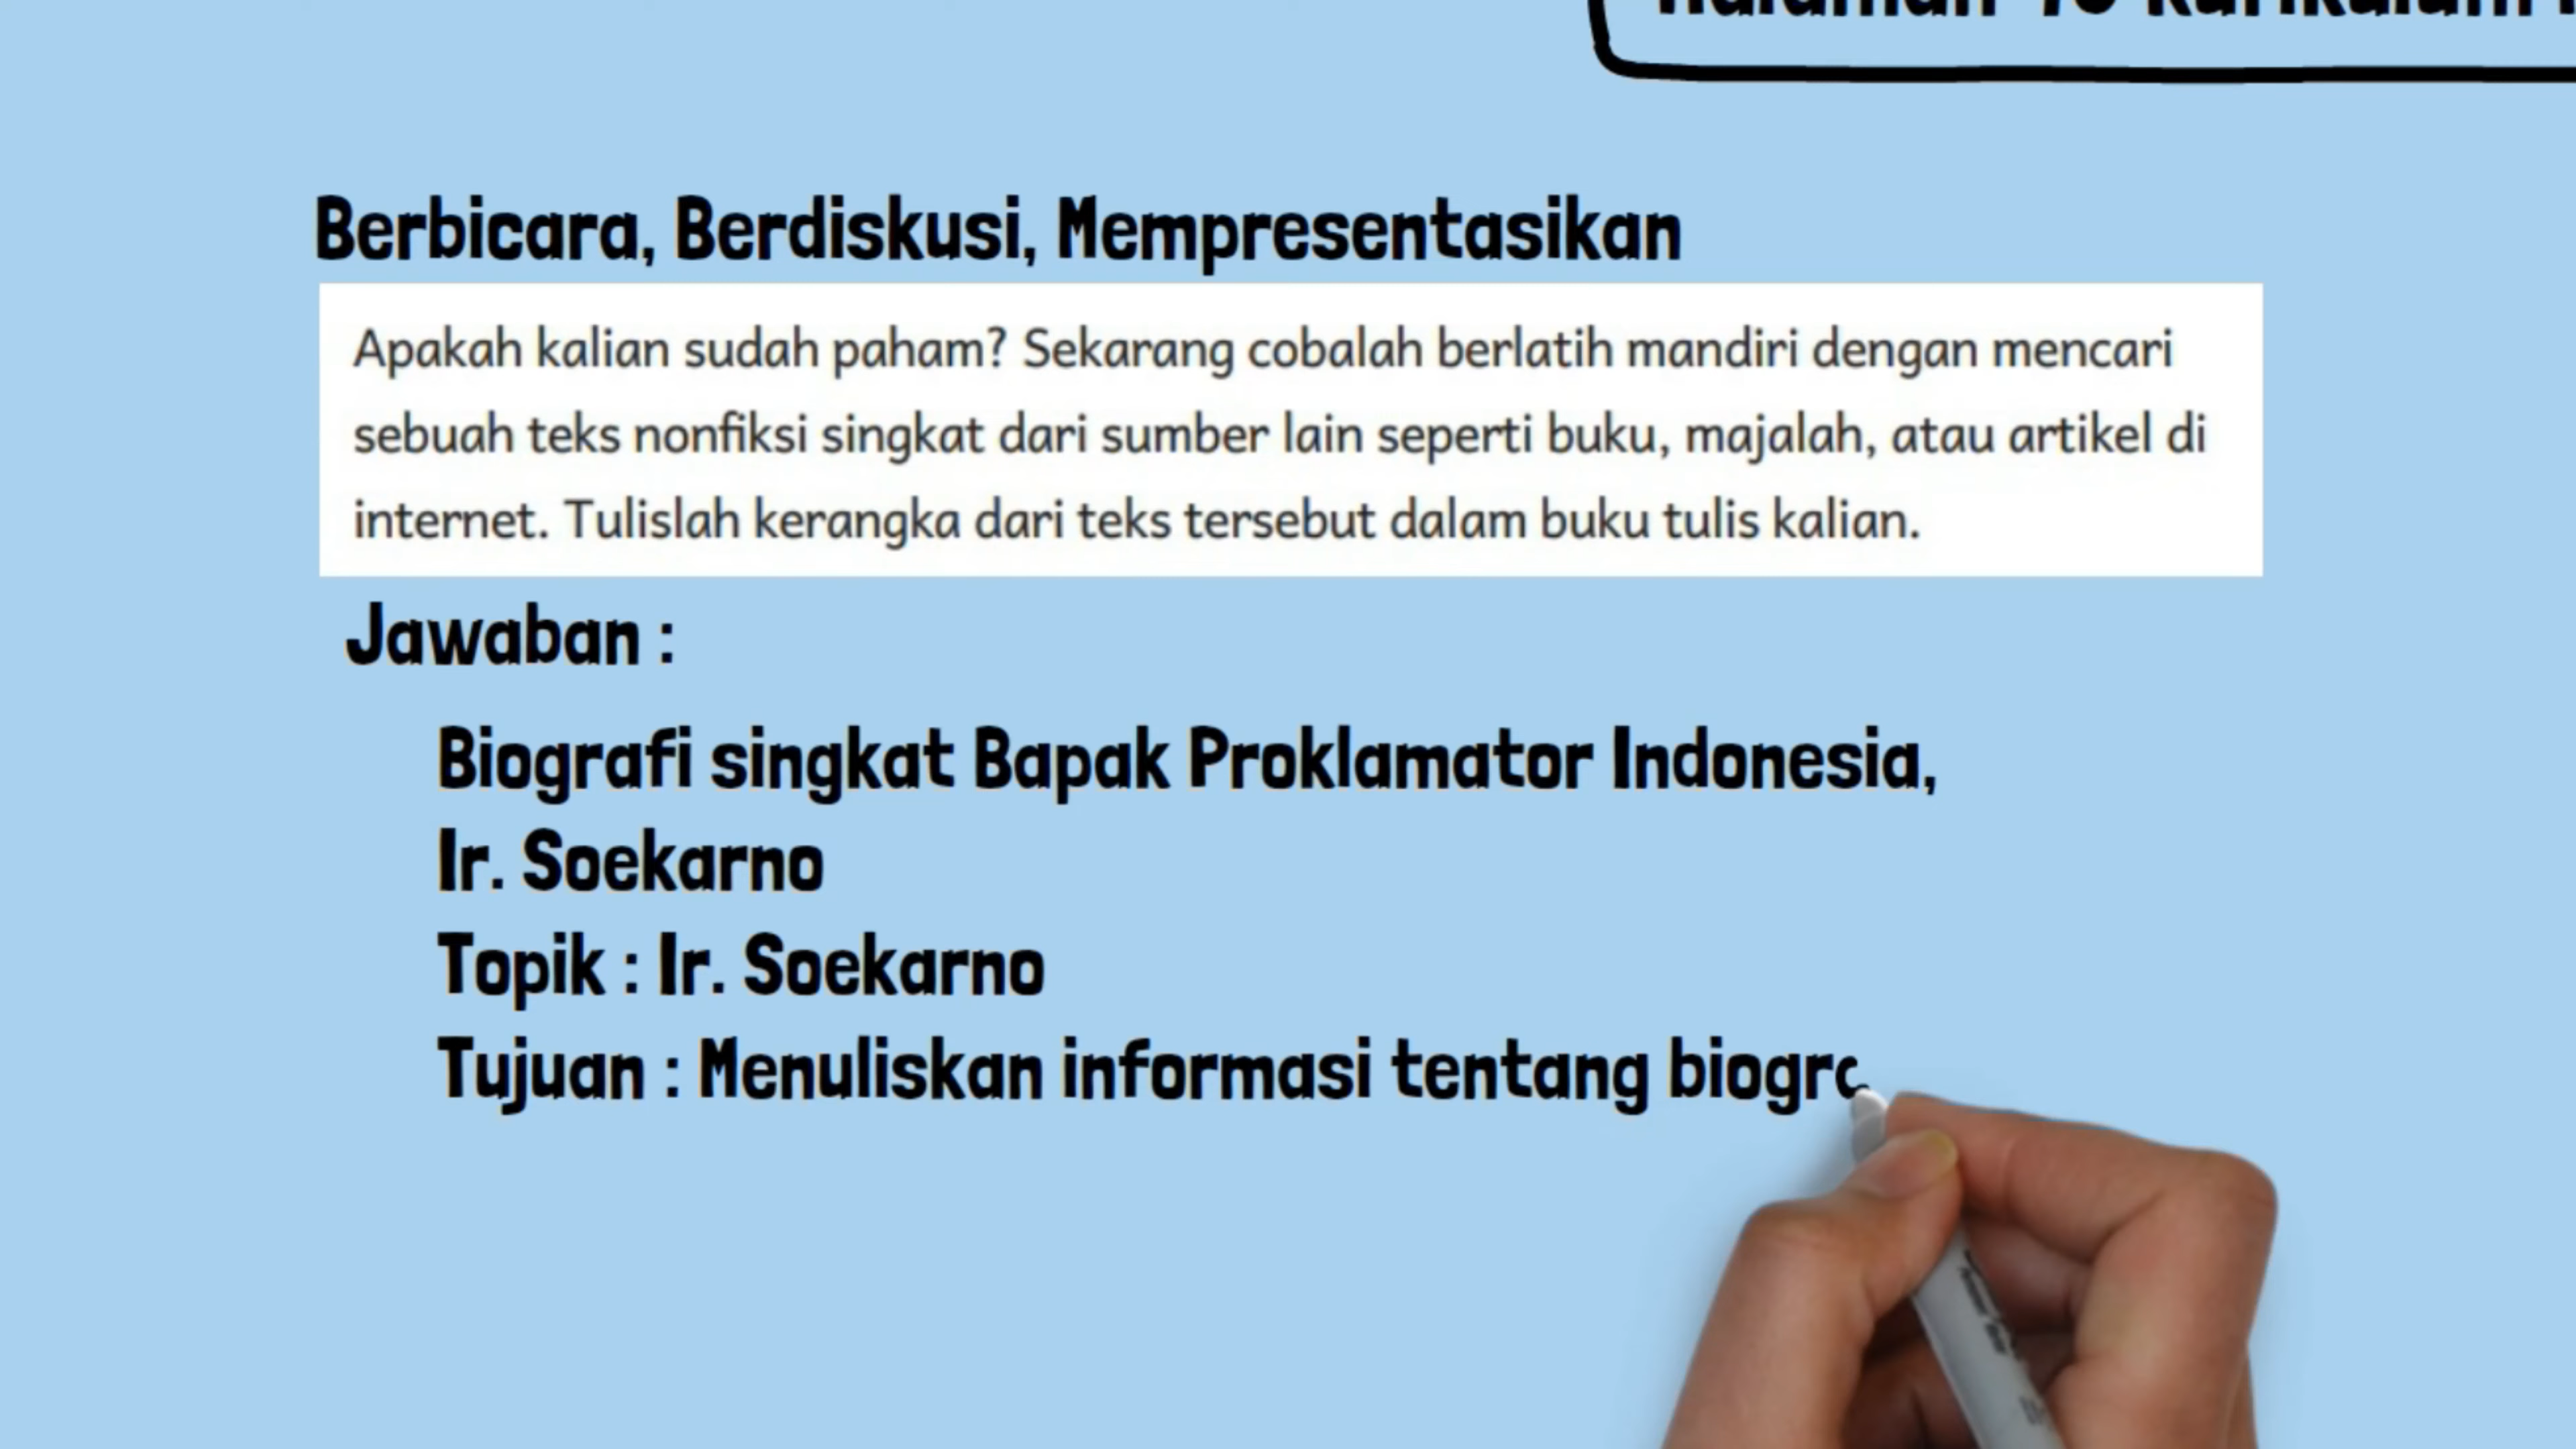 Berbicara, Berdiskusi, Mempresentasikan
Apakah kalian sudah paham? Sekarang cobalah berlatih mandiri dengan mencari
sebuah teks nonfiksi singkat dari sumber lain seperti buku, majalah, atau artikel di
internet. Tulislah kerangka dari teks tersebut dalam buku tulis kalian.
Jawaban :
Biografi singkat Bapak Proklamator Indonesia,
Ir. Soekarno
Topik : Ir. Soekarno
Tujuan : Menuliskan informasi tentang biogra